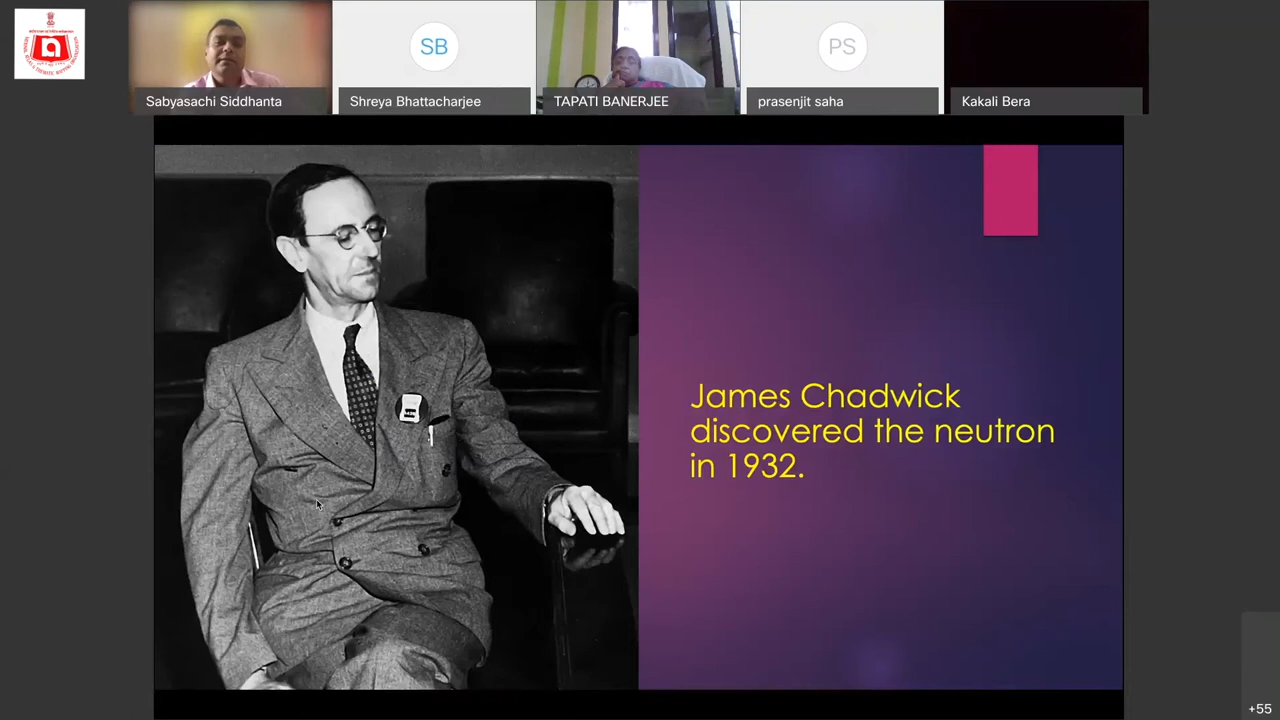 Sabyasachi Siddhanta
SB
Shreya Bhattacharjee
TAPATI BANERJEE
PS
prasenjit saha
Kakali Bera
James Chadwick
discovered the neutron
in 1932.
+55